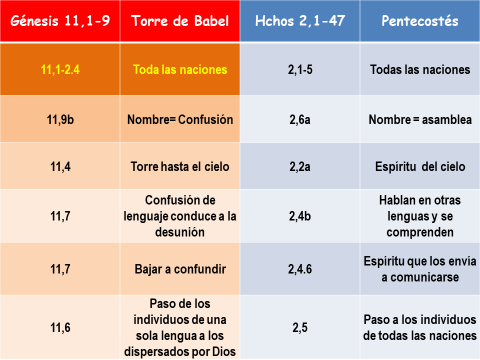 Génesis 11,1-9 Torre de Babel Hchos 2,1-47 Pentecostés
11,1-2.4 Toda las naciones 2,1-5 Todas las naciones
11,9b Nombre= Confusión 2,6a Nombre = asamblea
11,4 Torre hasta el cielo 2,2a Espiritu del cielo
11,7 Confusión de
lenguaje conduce a la
desunión 2,4b Hablan en otras
lenguas y se
comprenden
11,7 Bajar a confundir 2,4.6 Espiritu que los envia
a comunicarse
11,6 Paso de los
individuos de una
sola lengua a los
dispersados por Dios 2,5 Paso a los individuos
de todas las naciones